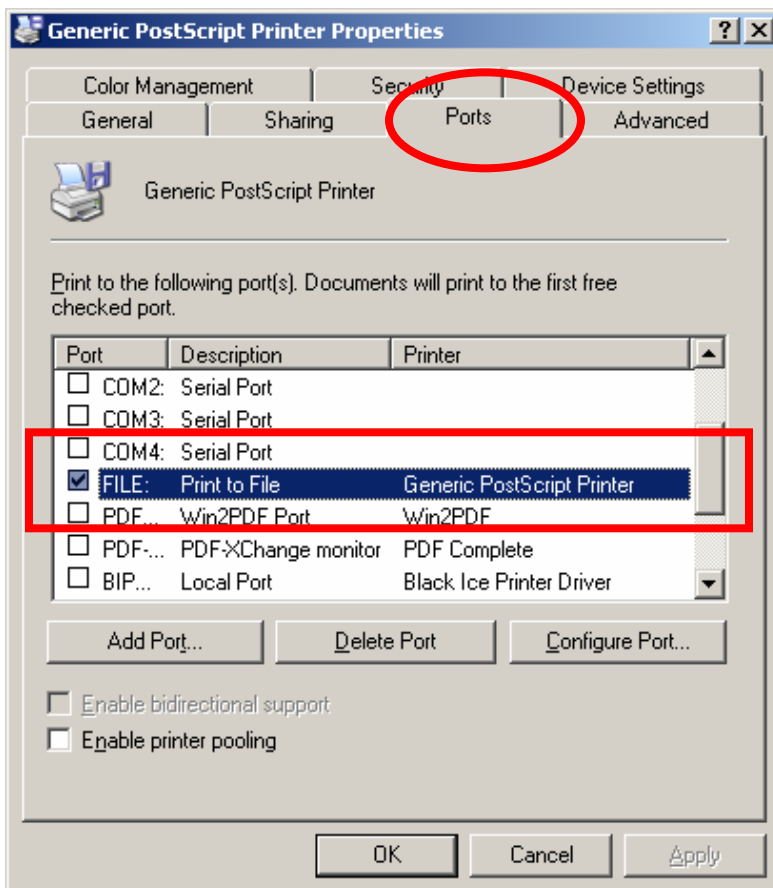 Generic PostScript Printer Properties
Color Management Security Device Settings
General Sharing Ports Advanced
Generic PostScript Printer
Print to the following port(s). Documents will print to the first free
checked port.
Port Description Printer
COM2: Serial Port
COM3: Serial Port
COM4: Serial Port
FILE: Print to File Generic PostScript Printer
PDF... Win2PDF Port Win2PDF
PDF-... PDF-XChange monitor PDF Complete
BIP... Local Port Black Ice Printer Driver
Add Port... Delete Port Configure Port...
Enable bidirectional support
Enable printer pooling
OK Cancel Apply